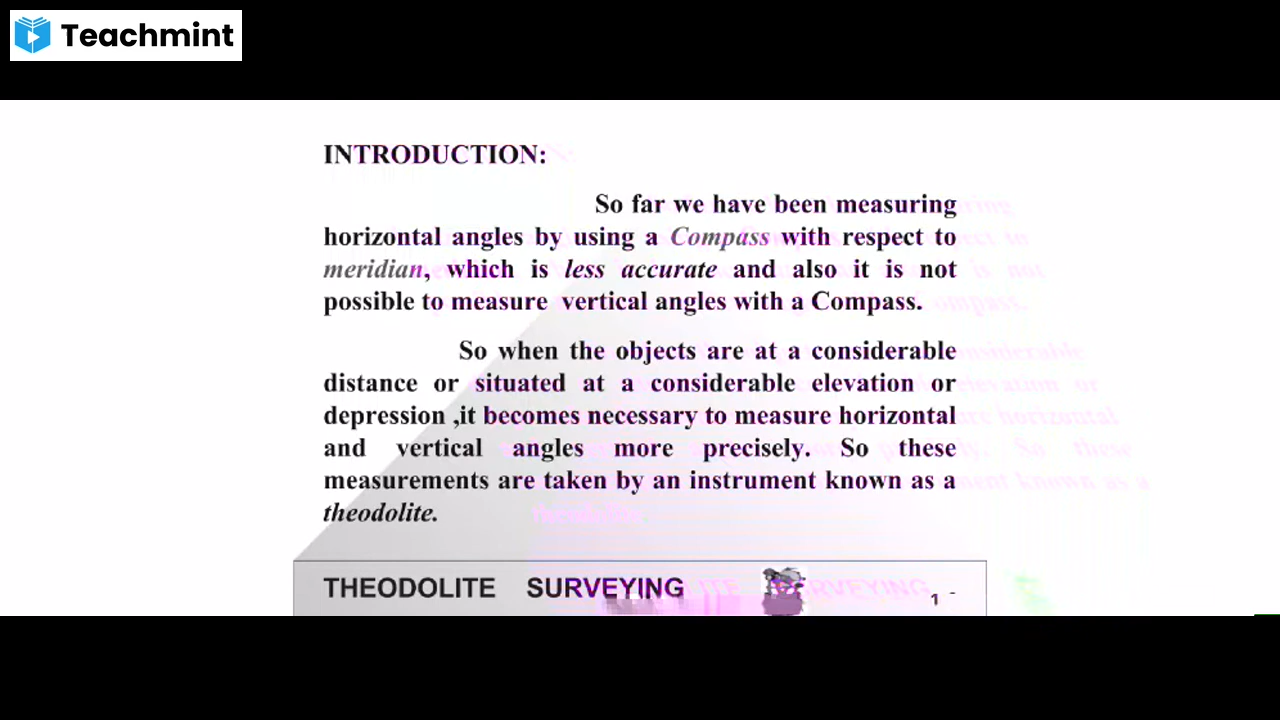 Teachmint
INTRODUCTION:
So far we have been measuring
horizontal angles by using a Compass with respect to
meridian, which is less accurate and also it is not
possible to measure vertical angles with a Compass.
So when the objects are at a considerable
distance or situated at a considerable elevation or
depression ,it becomes necessary to measure horizontal
and vertical angles more precisely. So these
measurements are taken by an instrument known as a
theodolite.
THEODOLITE SURVEYING